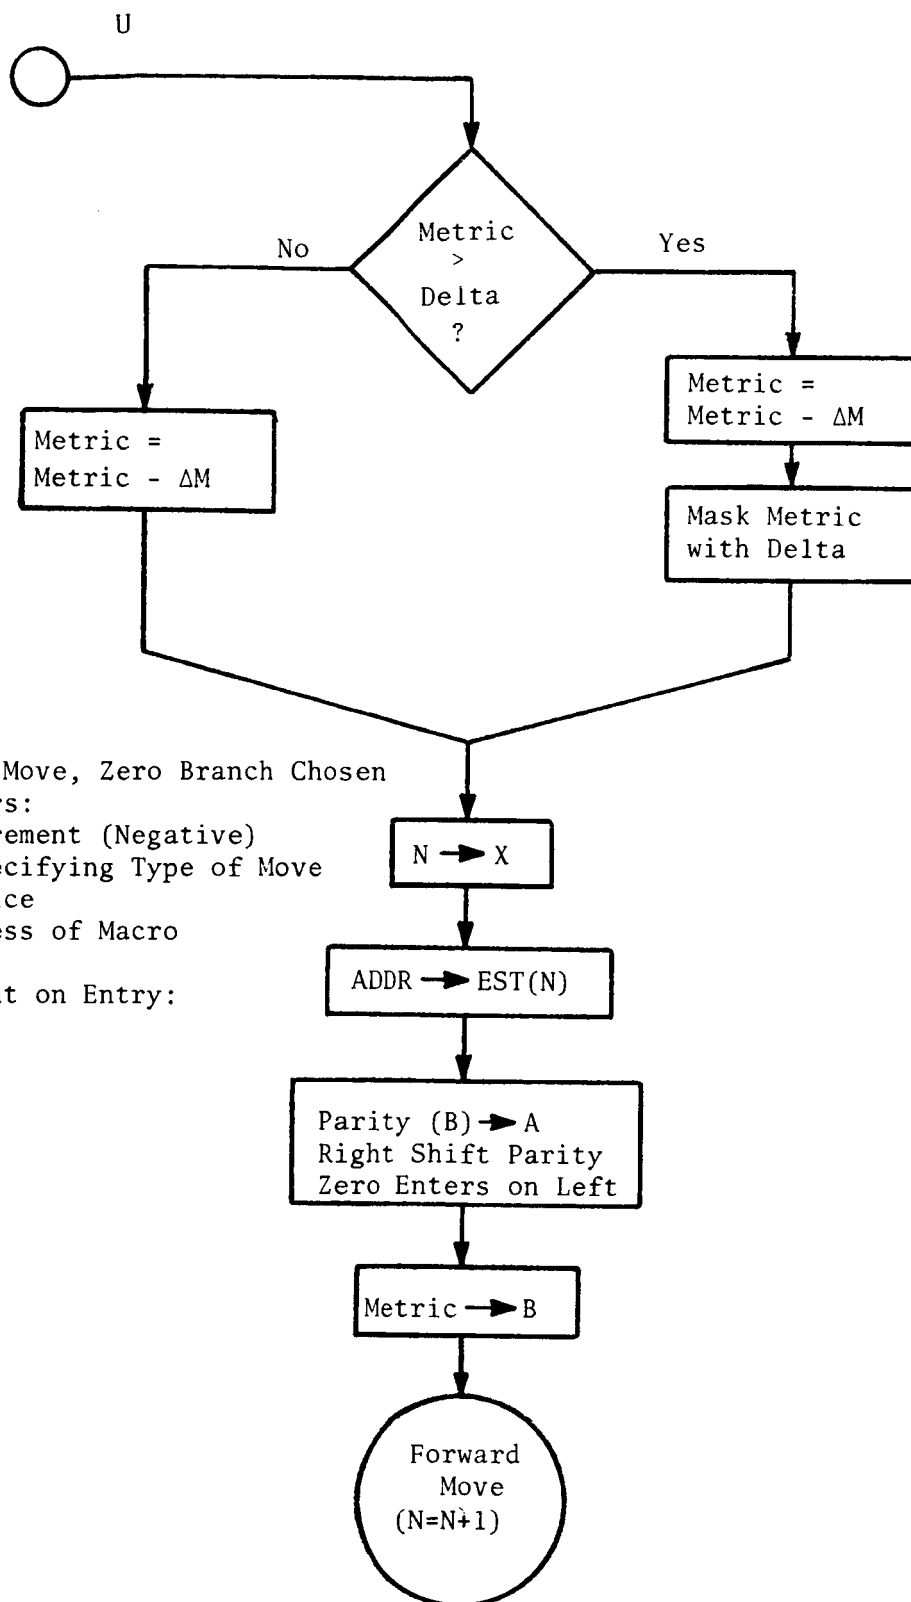 U
Metric
>
Delta
?
No
Yes
Metric =
Metric - ΔM
Metric =
Metric - ΔM
Mask Metric
with Delta
Move, Zero Branch Chosen
rs:
rement (Negative)
ecifying Type of Move
ice
ess of Macro
at on Entry:
N → X
ADDR → EST(N)
Parity (B) → A
Right Shift Parity
Zero Enters on Left
Metric → B
Forward
Move
(N=N+1)